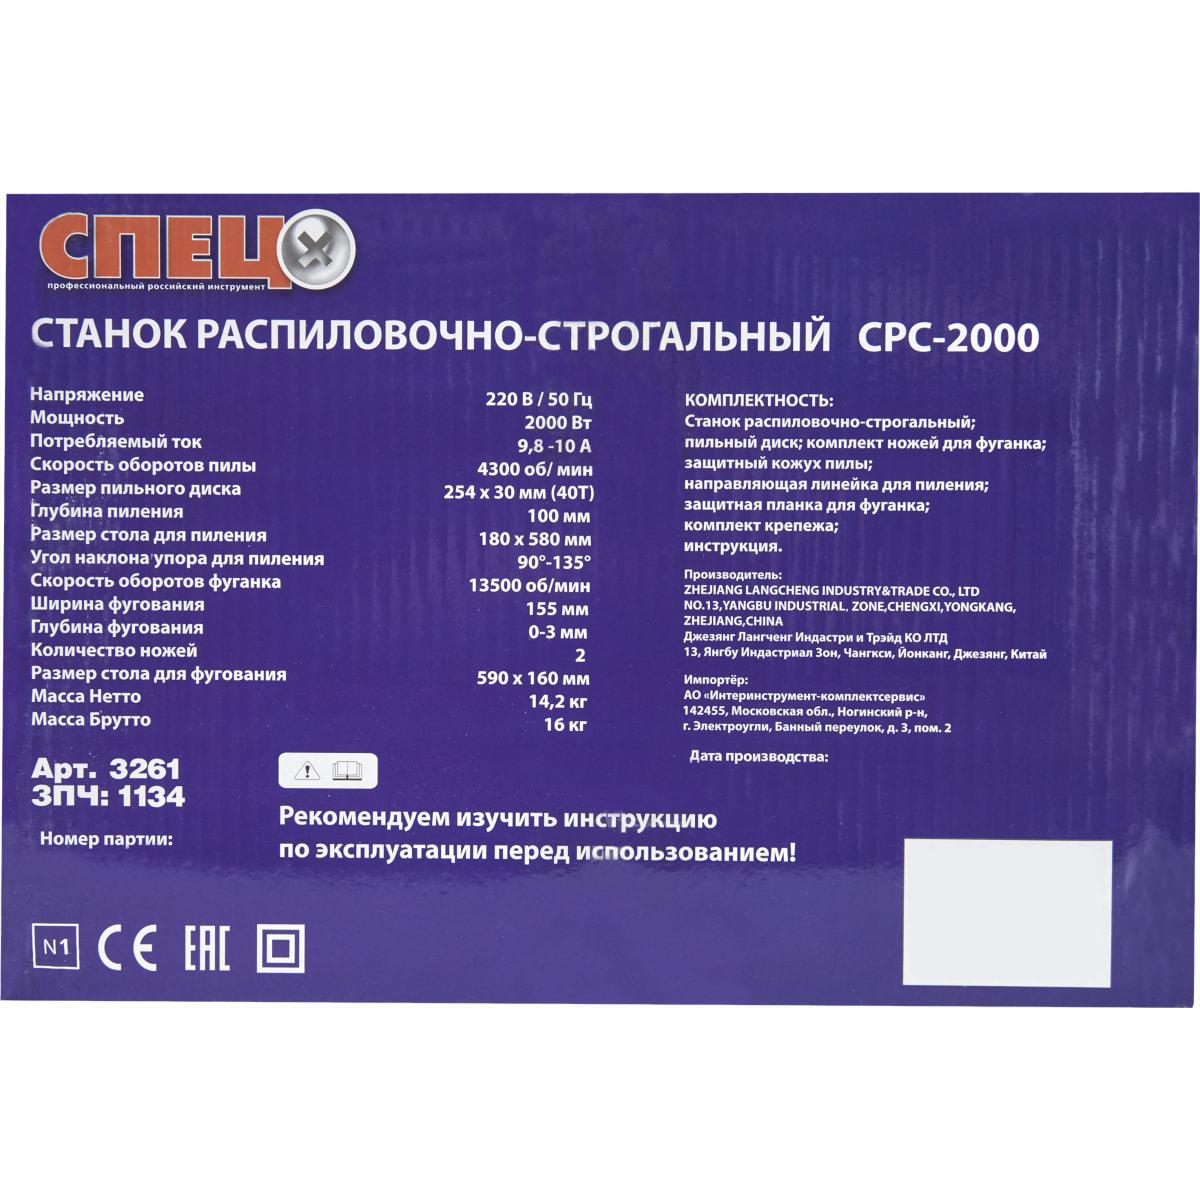 СПЕЦ
профессиональный российский инструмент
СТАНОК РАСПИЛОВОЧНО-СТРОГАЛЬНЫЙ СРС-2000
Напряжение 220 В / 50 Гц
Мощность 2000 Вт
Потребляемый ток 9,8 -10 А
Скорость оборотов пилы 4300 об/ мин
Размер пильного диска 254 х 30 мм (40Т)
Глубина пиления 100 мм
Размер стола для пиления 180 х 580 мм
Угол наклона упора для пиления 90°-135°
Скорость оборотов фуганка 13500 об/мин
Ширина фугования 155 мм
Глубина фугования 0-3 мм
Количество ножей 2
Размер стола для фугования 590 х 160 мм
Масса Нетто 14,2 кг
Масса Брутто 16 кг
КОМПЛЕКТНОСТЬ:
Станок распиловочно-строгальный;
пильный диск; комплект ножей для фуганка;
защитный кожух пилы;
направляющая линейка для пиления;
защитная планка для фуганка;
комплект крепежа;
инструкция.
Производитель:
ZHEJIANG LANGCHENG INDUSTRY&TRADE CO., LTD
NO.13,YANGBU INDUSTRIAL, ZONE,CHENGXI,YONGKANG,
ZHEJIANG,CHINA
Джезянг Лангченг Индастри и Трэйд КО ЛТД
13, Янгбу Индастриал Зон, Чангкси, Йонканг, Джезянг, Китай
Импортёр:
АО «Интеринструмент-комплектсервис»
142455, Московская обл., Ногинский р-н,
г. Электроугли, Банный переулок, д. 3, пом. 2
Дата производства:
Арт. 3261
ЗПЧ: 1134
Номер партии:
Рекомендуем изучить инструкцию
по эксплуатации перед использованием!
N1 CE EAC